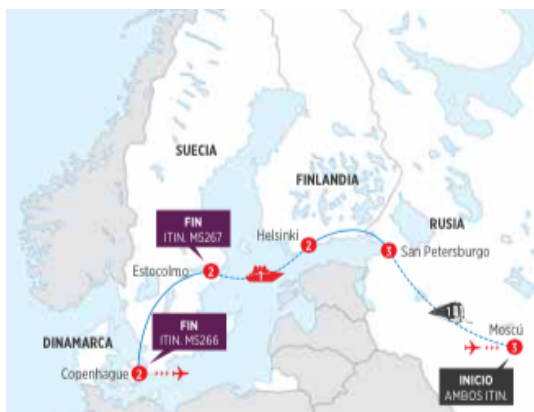 SUECIA
FINLANDIA
FIN
ITIN. MS267
RUSIA
Helsinki
2
3
San Petersburgo
Estocolmo
2
1
1
FIN
ITIN. MS266
DINAMARCA
Moscú
3
Copenhague
2
INICIO
AMBOS ITIN.